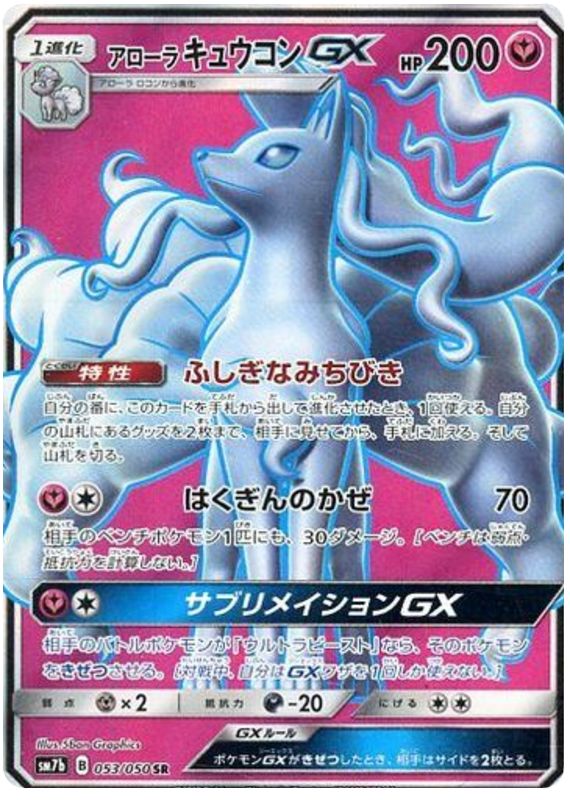 1進化 アローラ キュウコンGX HP200
アローラ ロコンから進化
とくせい
特性 ふしぎなみちびき
自分の番に、このカードを手札から出して進化させたとき、1回使える。自分
の山札にあるグッズを2枚まで、相手に見せてから、手札に加える。そして
山札を切る。
はくぎんのかぜ 70
相手のベンチポケモン1匹にも、30ダメージ。[ベンチは弱点・
抵抗力を計算しない。]
サブリメイションGX
相手のバトルポケモンが「ウルトラビースト」なら、そのポケモン
をきぜつさせる。[対戦中、自分はGXワザを1回しか使えない。]
弱点 ×2 抵抗力 -20 にげる
Illus. 5ban Graphics
GXルール
sm7b B 053/050 SR
ポケモンGXがきぜつしたとき、相手はサイドを2枚とる。